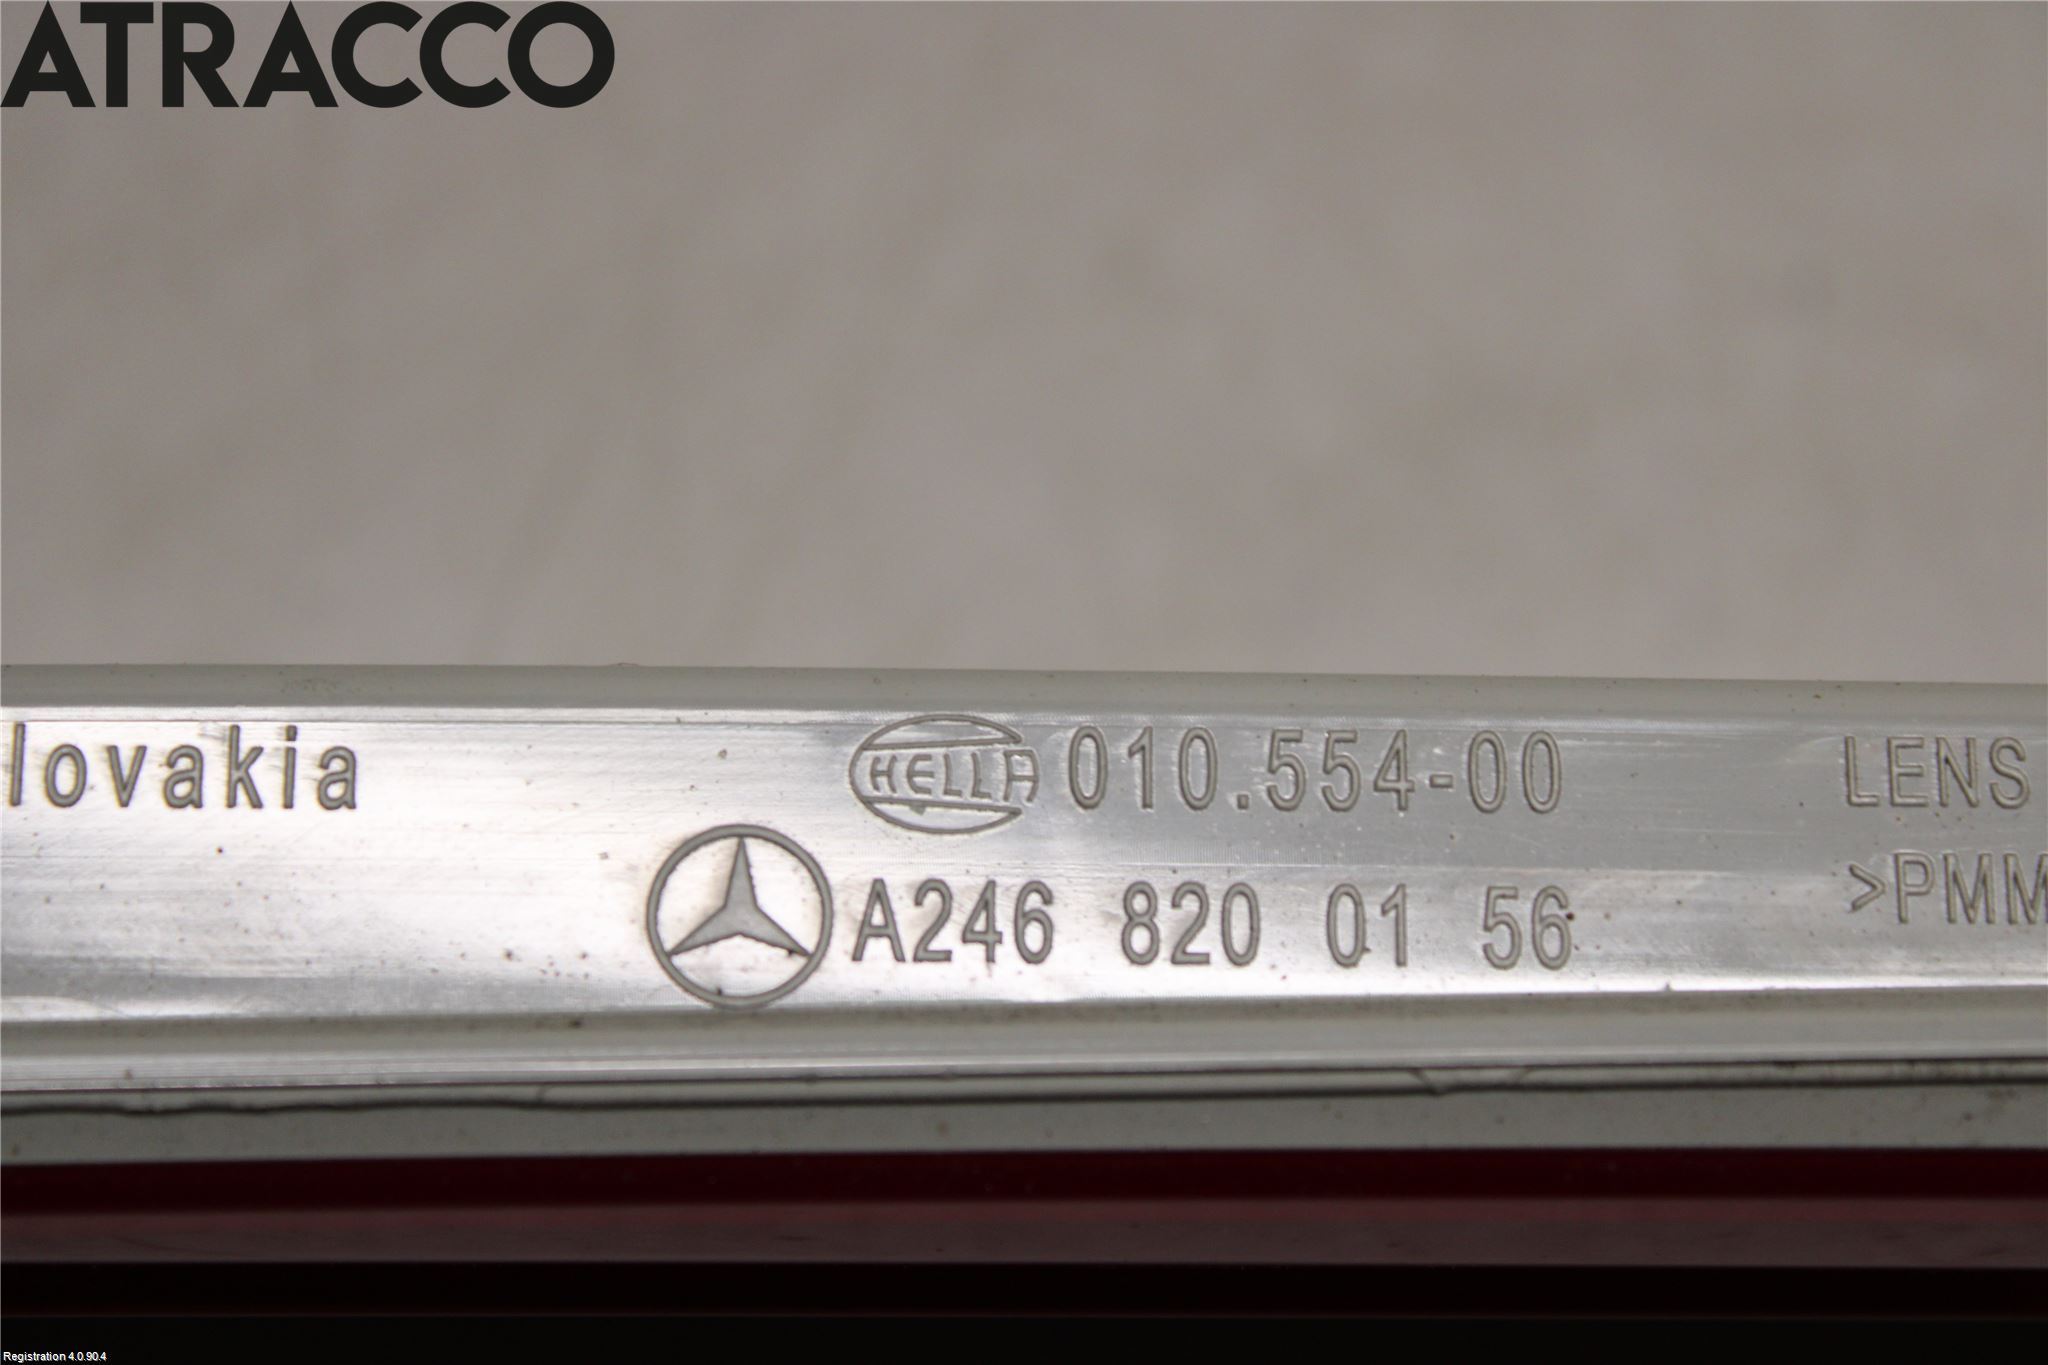 ATRACCO
lovakia
HELLA 010.554-00
LENS
A246 820 01 56
>PMM
Registration 4.0.90.4